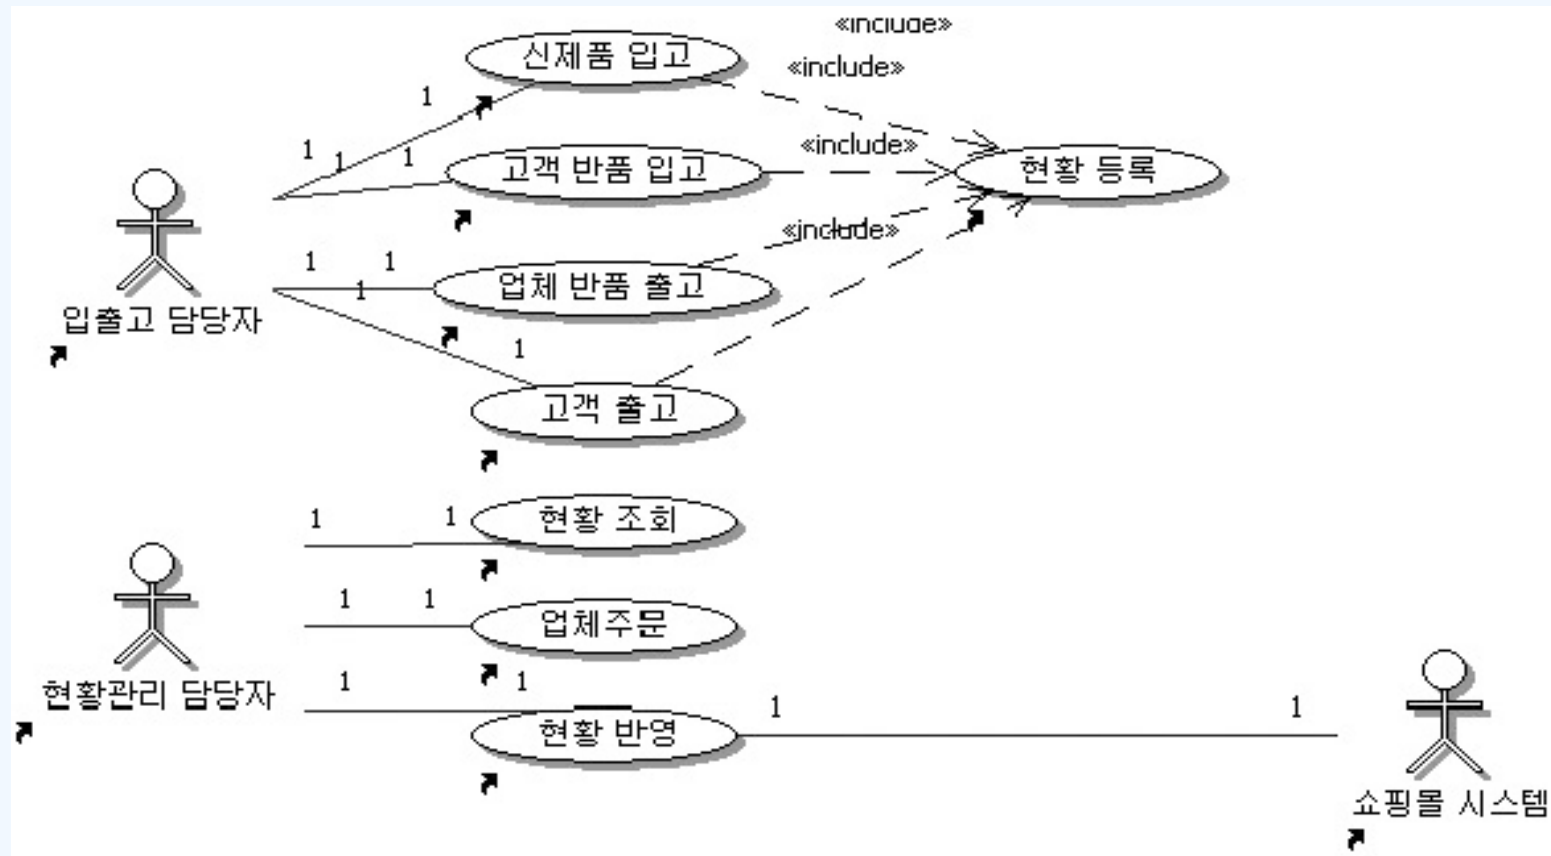 «include»
신제품 입고
«include»
1
1
1
1
«include»
고객 반품 입고
현황 등록
«include»
1
1
1
업체 반품 출고
입출고 담당자
1
고객 출고
1
1
현황 조회
1
1
업체주문
현황관리 담당자
1
1
1
1
현황 반영
쇼핑몰 시스템